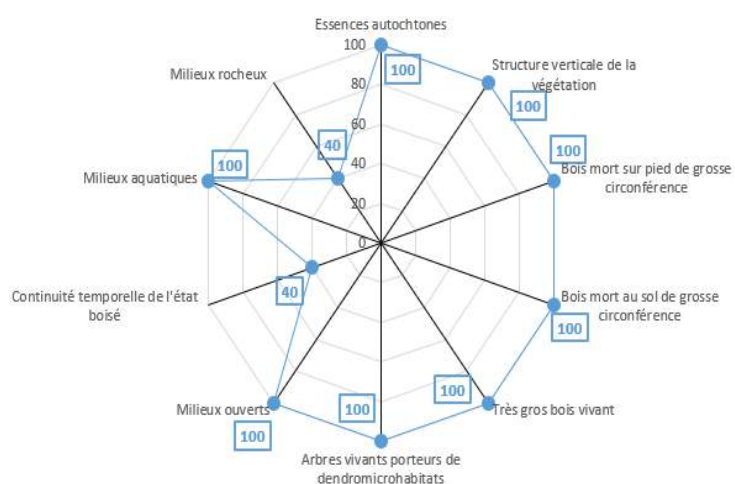 Essences autochtones
100
100
Structure verticale de la
végétation
Milieux rocheux
80
100
60
40
100
Bois mort sur pied de grosse
circonférence
100
Milieux aquatiques
40
20
0
40
Continuité temporelle de l'état
boisé
Bois mort au sol de grosse
circonférence
100
100
100
Milieux ouverts
Très gros bois vivant
100
Arbres vivants porteurs de
dendromicrohabitats